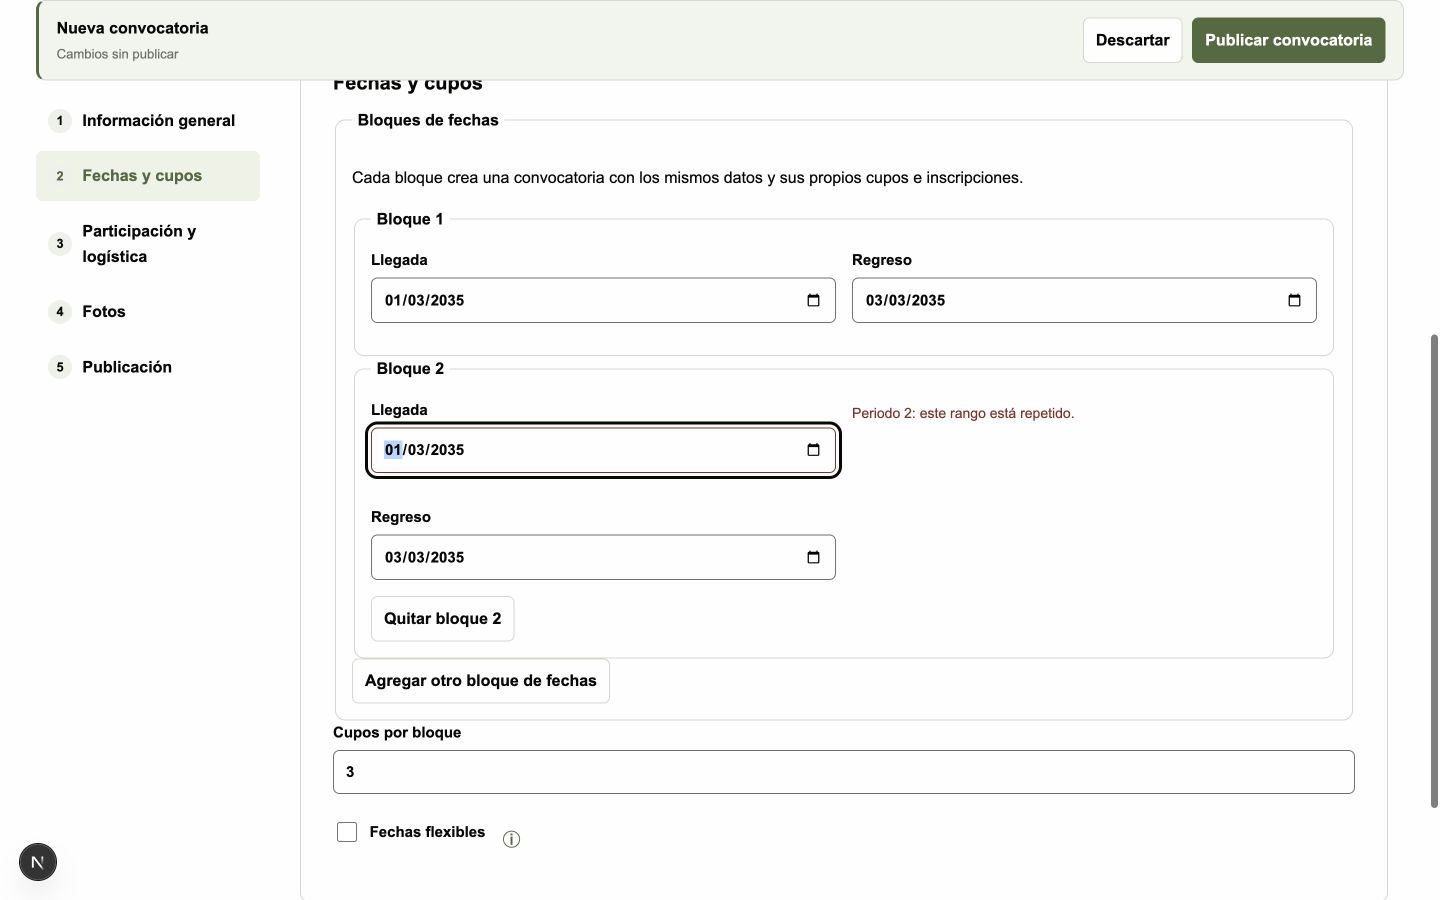 Nueva convocatoria
Cambios sin publicar
Descartar
Publicar convocatoria
1 Información general
2 Fechas y cupos
3 Participación y
logística
4 Fotos
5 Publicación
Fechas y cupos
Bloques de fechas
Cada bloque crea una convocatoria con los mismos datos y sus propios cupos e inscripciones.
Bloque 1
Llegada
01/03/2035
Regreso
03/03/2035
Bloque 2
Llegada
01/03/2035
Periodo 2: este rango está repetido.
Regreso
03/03/2035
Quitar bloque 2
Agregar otro bloque de fechas
Cupos por bloque
3
Fechas flexibles
i
N